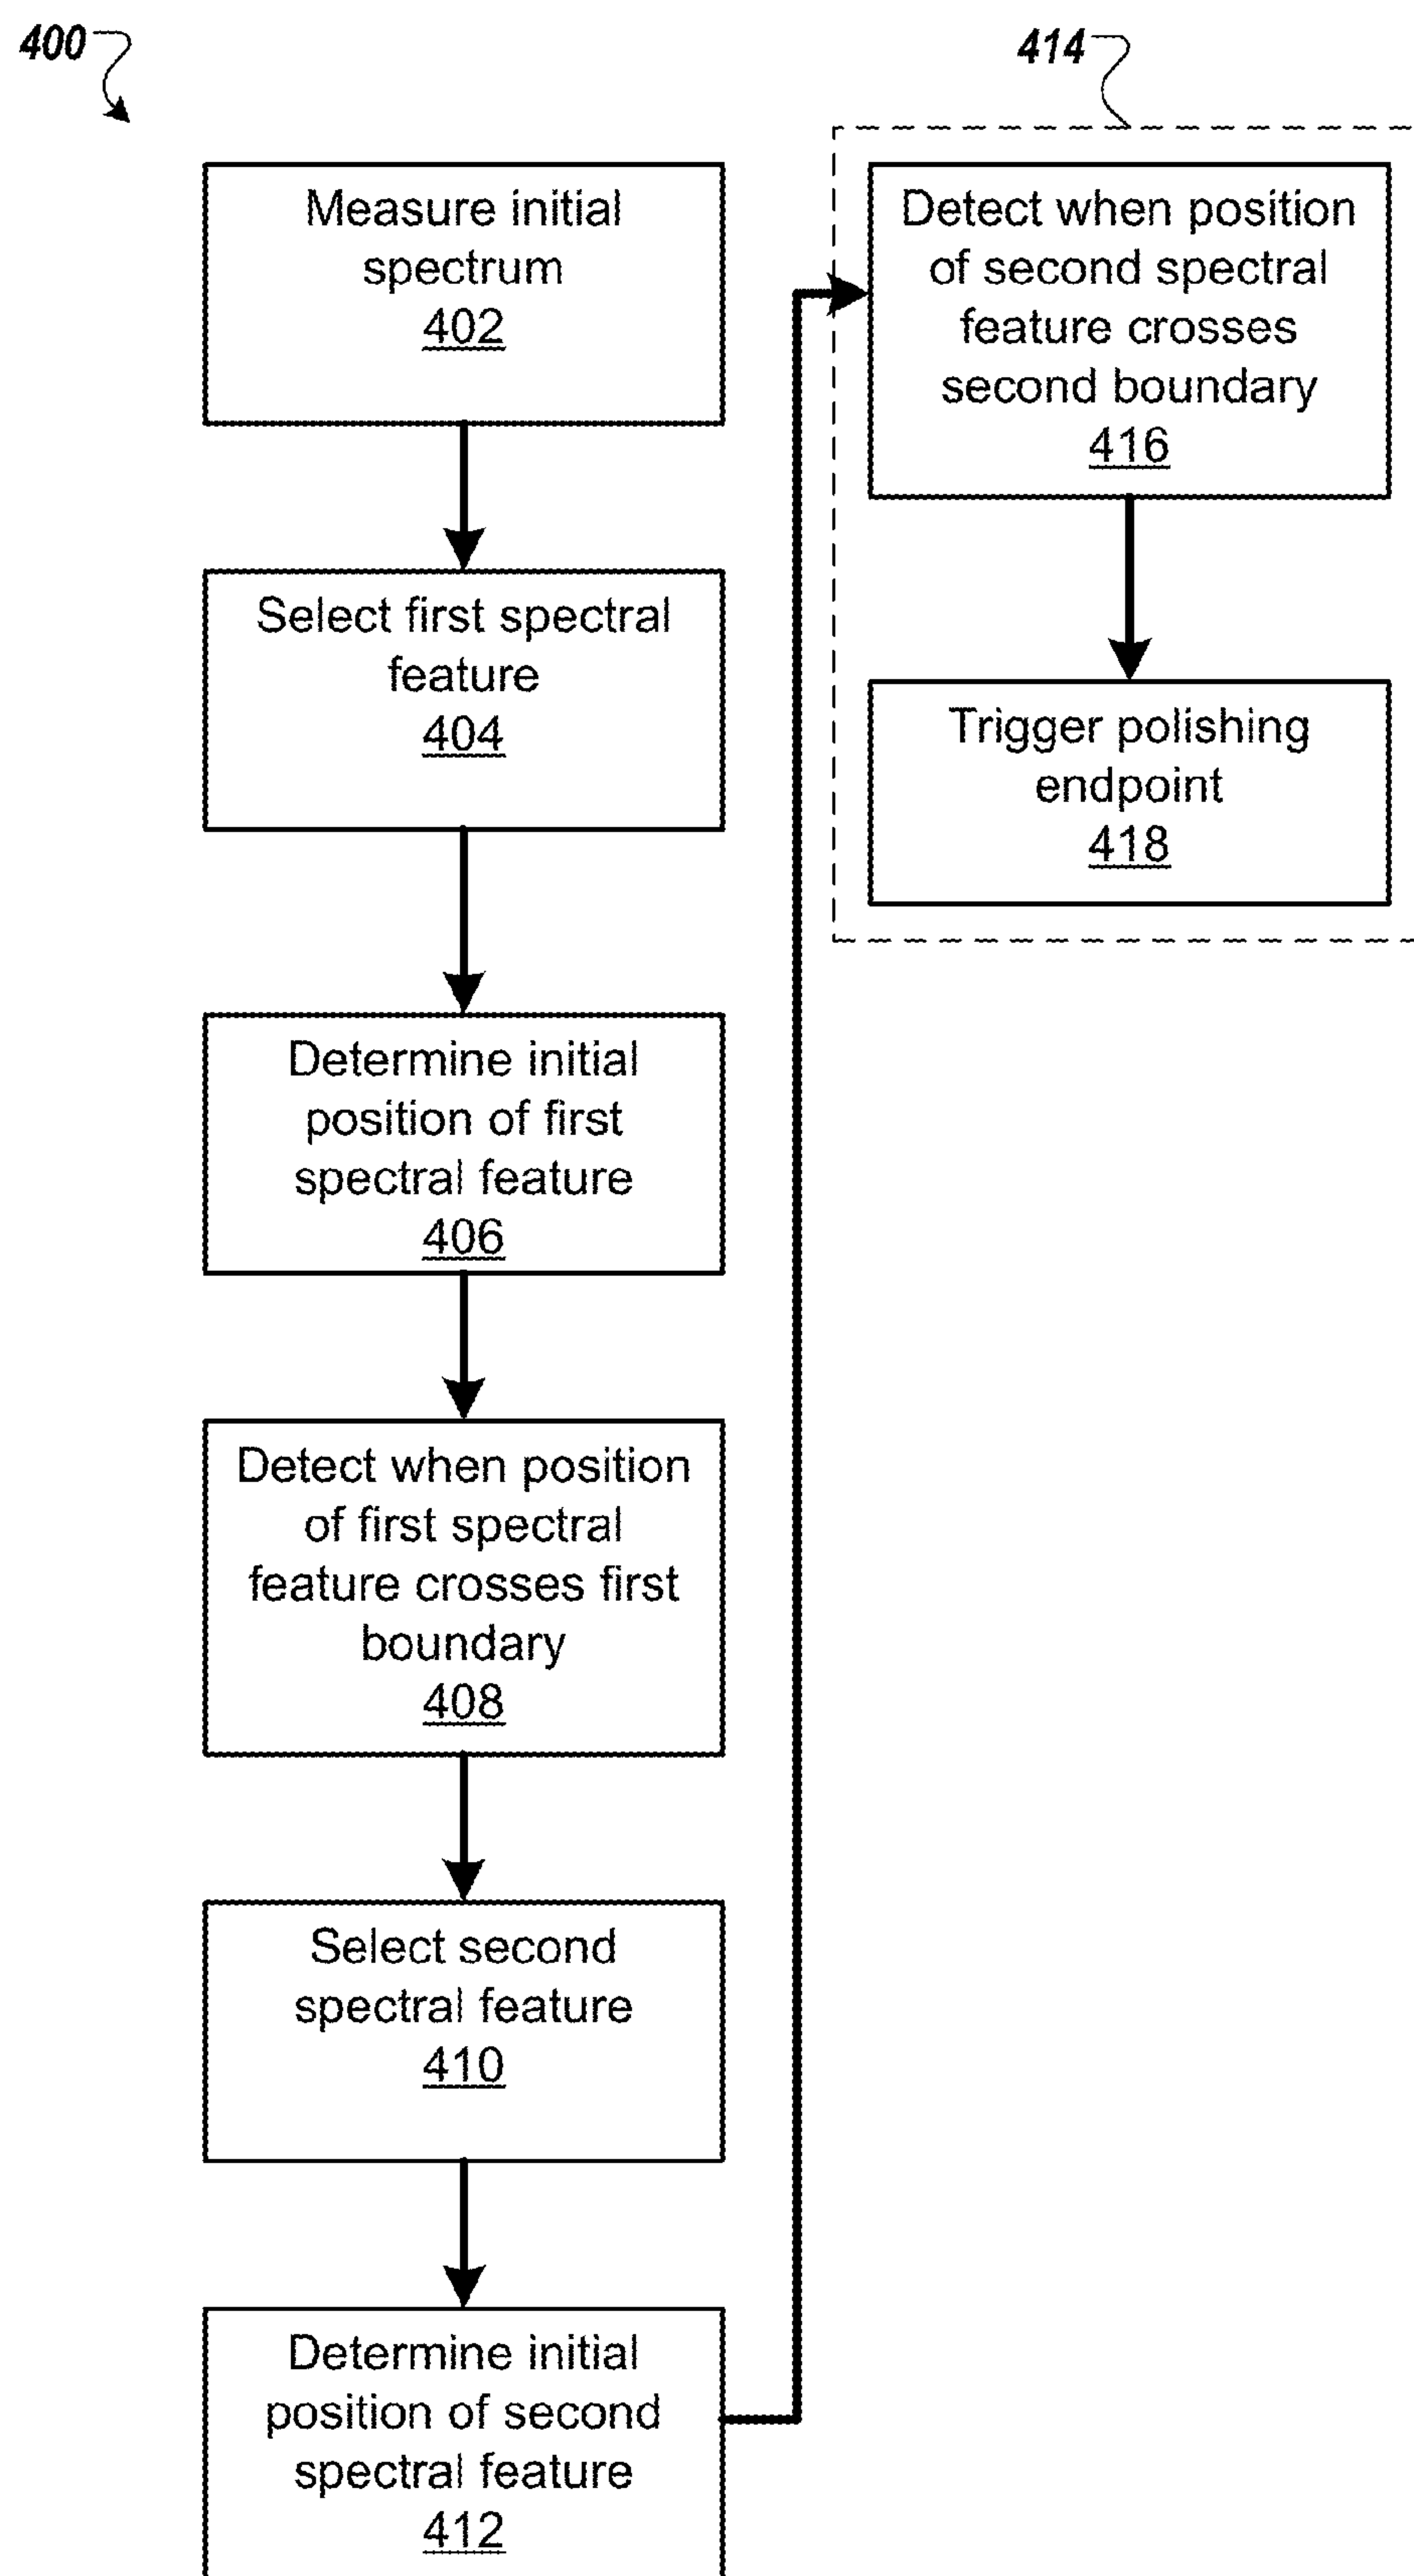 400
Measure initial
spectrum
402
Select first spectral
feature
404
Determine initial
position of first
spectral feature
406
Detect when position
of first spectral
feature crosses first
boundary
408
Select second
spectral feature
410
Determine initial
position of second
spectral feature
412
414
Detect when position
of second spectral
feature crosses
second boundary
416
Trigger polishing
endpoint
418